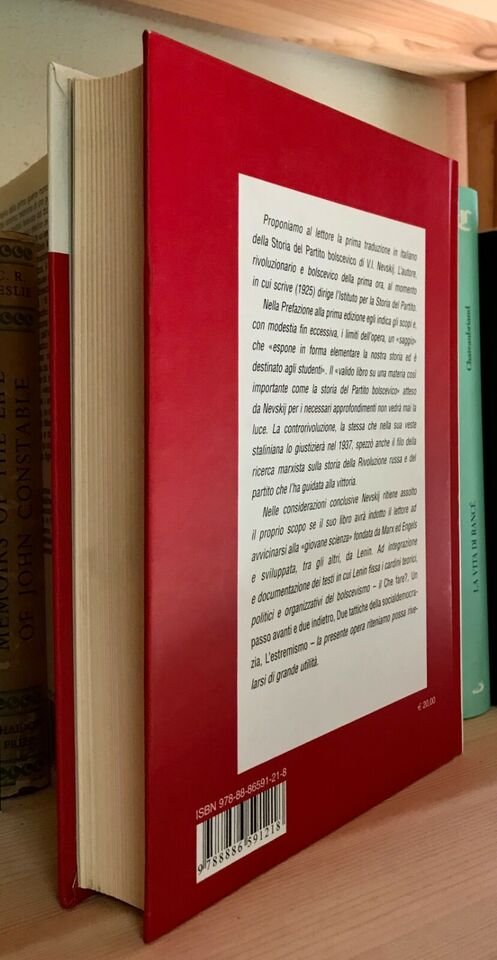 Proponiamo al lettore la prima traduzione in italiano
della Storia del Partito bolscevico di V.I. Nevskij. L'autore,
rivoluzionario e bolscevico della prima ora, al momento
in cui scrive (1925) dirige l'Istituto per la Storia del Partito.
Nella Prefazione alla prima edizione egli indica gli scopi e,
con modestia fin eccessiva, i limiti dell'opera, un «saggio»
che «espone in forma elementare la nostra storia ed è
destinato agli studenti». Il «valido libro su una materia così
importante come la storia del Partito bolscevico» atteso
da Nevskij per i necessari approfondimenti non vedrà mai la
luce. La controrivoluzione, la stessa che nella sua veste
staliniana lo giustizierà nel 1937, spezzò anche il filo della
ricerca marxista sulla storia della Rivoluzione russa e del
partito che l'ha guidata alla vittoria.
Nelle considerazioni conclusive Nevskij ritiene assolto
il proprio scopo se il suo libro avrà indotto il lettore ad
avvicinarsi alla «giovane scienza» fondata da Marx ed Engels
e sviluppata, tra gli altri, da Lenin. Ad integrazione
e documentazione dei testi in cui Lenin fissa i cardini teorici,
politici e organizzativi del bolscevismo – il Che fare?, Un
passo avanti e due indietro, Due tattiche della socialdemocra-
zia, L'estremismo – la presente opera riteniamo possa rive-
larsi di grande utilità.
€ 20,00
ISBN 978-88-86591-21-8
9788886591218
C. R.
LESLIE
MEMOIRS OF THE LIFE
OF JOHN CONSTABLE
PRESS
Chateaubriand
LA VITA DI RANCÉ